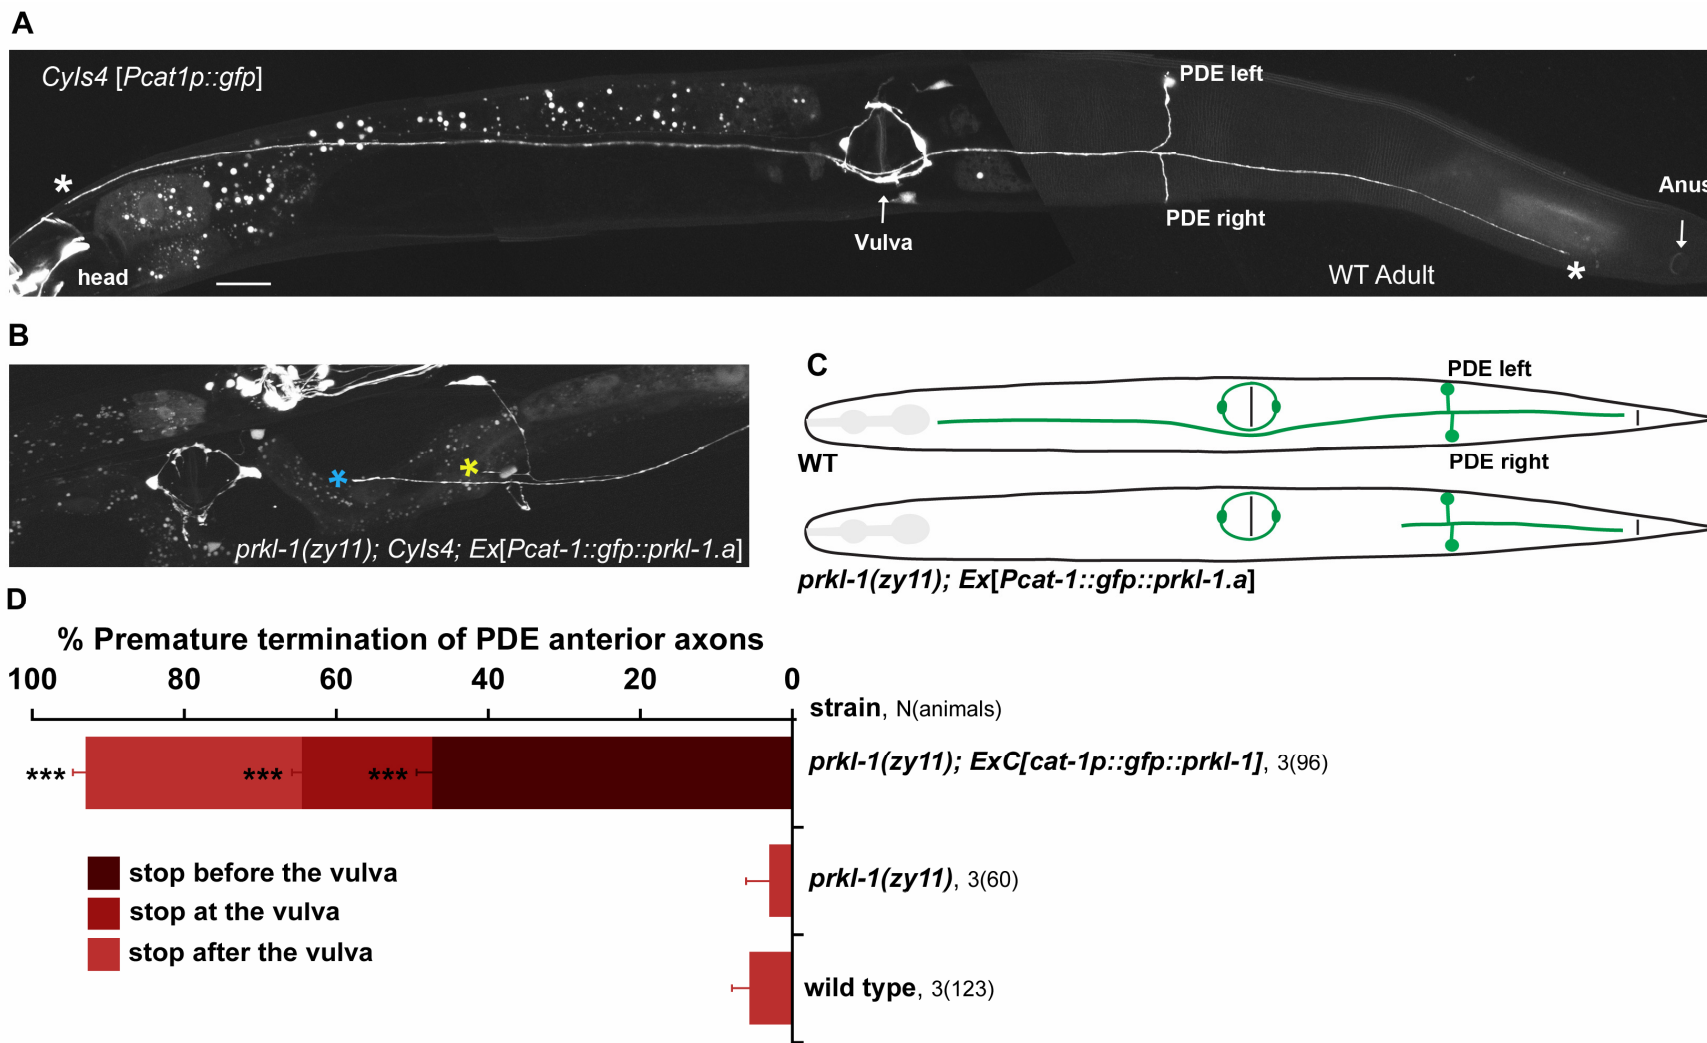 A
CyIs4 [Pcat1p::gfp]
PDE left
*
Anus
PDE right
Vulva
head
WT Adult
*
B
*
*
prkl-1(zy11); CyIs4; Ex[Pcat-1::gfp::prkl-1.a]
C
PDE left
WT
PDE right
prkl-1(zy11); Ex[Pcat-1::gfp::prkl-1.a]
D
% Premature termination of PDE anterior axons
100 80 60 40 20 0
strain, N(animals)
*** *** ***
prkl-1(zy11); ExC[cat-1p::gfp::prkl-1], 3(96)
stop before the vulva
prkl-1(zy11), 3(60)
stop at the vulva
stop after the vulva
wild type, 3(123)